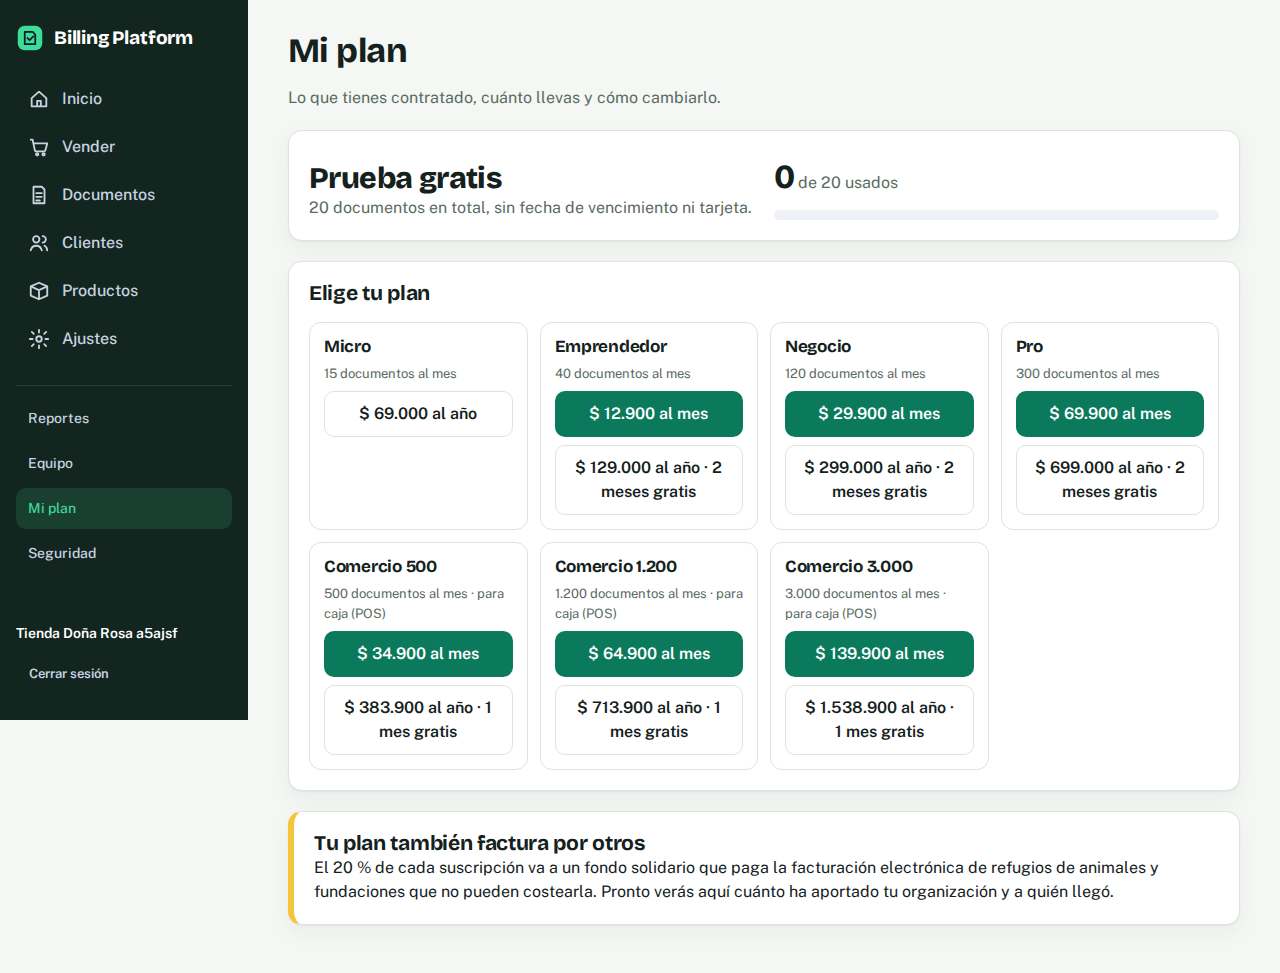 Billing Platform
Inicio
Vender
Documentos
Clientes
Productos
Ajustes
Reportes
Equipo
Mi plan
Seguridad
Tienda Doña Rosa a5ajsf
Cerrar sesión
Mi plan
Lo que tienes contratado, cuánto llevas y cómo cambiarlo.
Prueba gratis
20 documentos en total, sin fecha de vencimiento ni tarjeta.
0 de 20 usados
Elige tu plan
Micro
15 documentos al mes
$ 69.000 al año
Emprendedor
40 documentos al mes
$ 12.900 al mes
$ 129.000 al año · 2
meses gratis
Negocio
120 documentos al mes
$ 29.900 al mes
$ 299.000 al año · 2
meses gratis
Pro
300 documentos al mes
$ 69.900 al mes
$ 699.000 al año · 2
meses gratis
Comercio 500
500 documentos al mes · para
caja (POS)
$ 34.900 al mes
$ 383.900 al año · 1
mes gratis
Comercio 1.200
1.200 documentos al mes · para
caja (POS)
$ 64.900 al mes
$ 713.900 al año · 1
mes gratis
Comercio 3.000
3.000 documentos al mes ·
para caja (POS)
$ 139.900 al mes
$ 1.538.900 al año ·
1 mes gratis
Tu plan también factura por otros
El 20 % de cada suscripción va a un fondo solidario que paga la facturación electrónica de refugios de animales y
fundaciones que no pueden costearla. Pronto verás aquí cuánto ha aportado tu organización y a quién llegó.